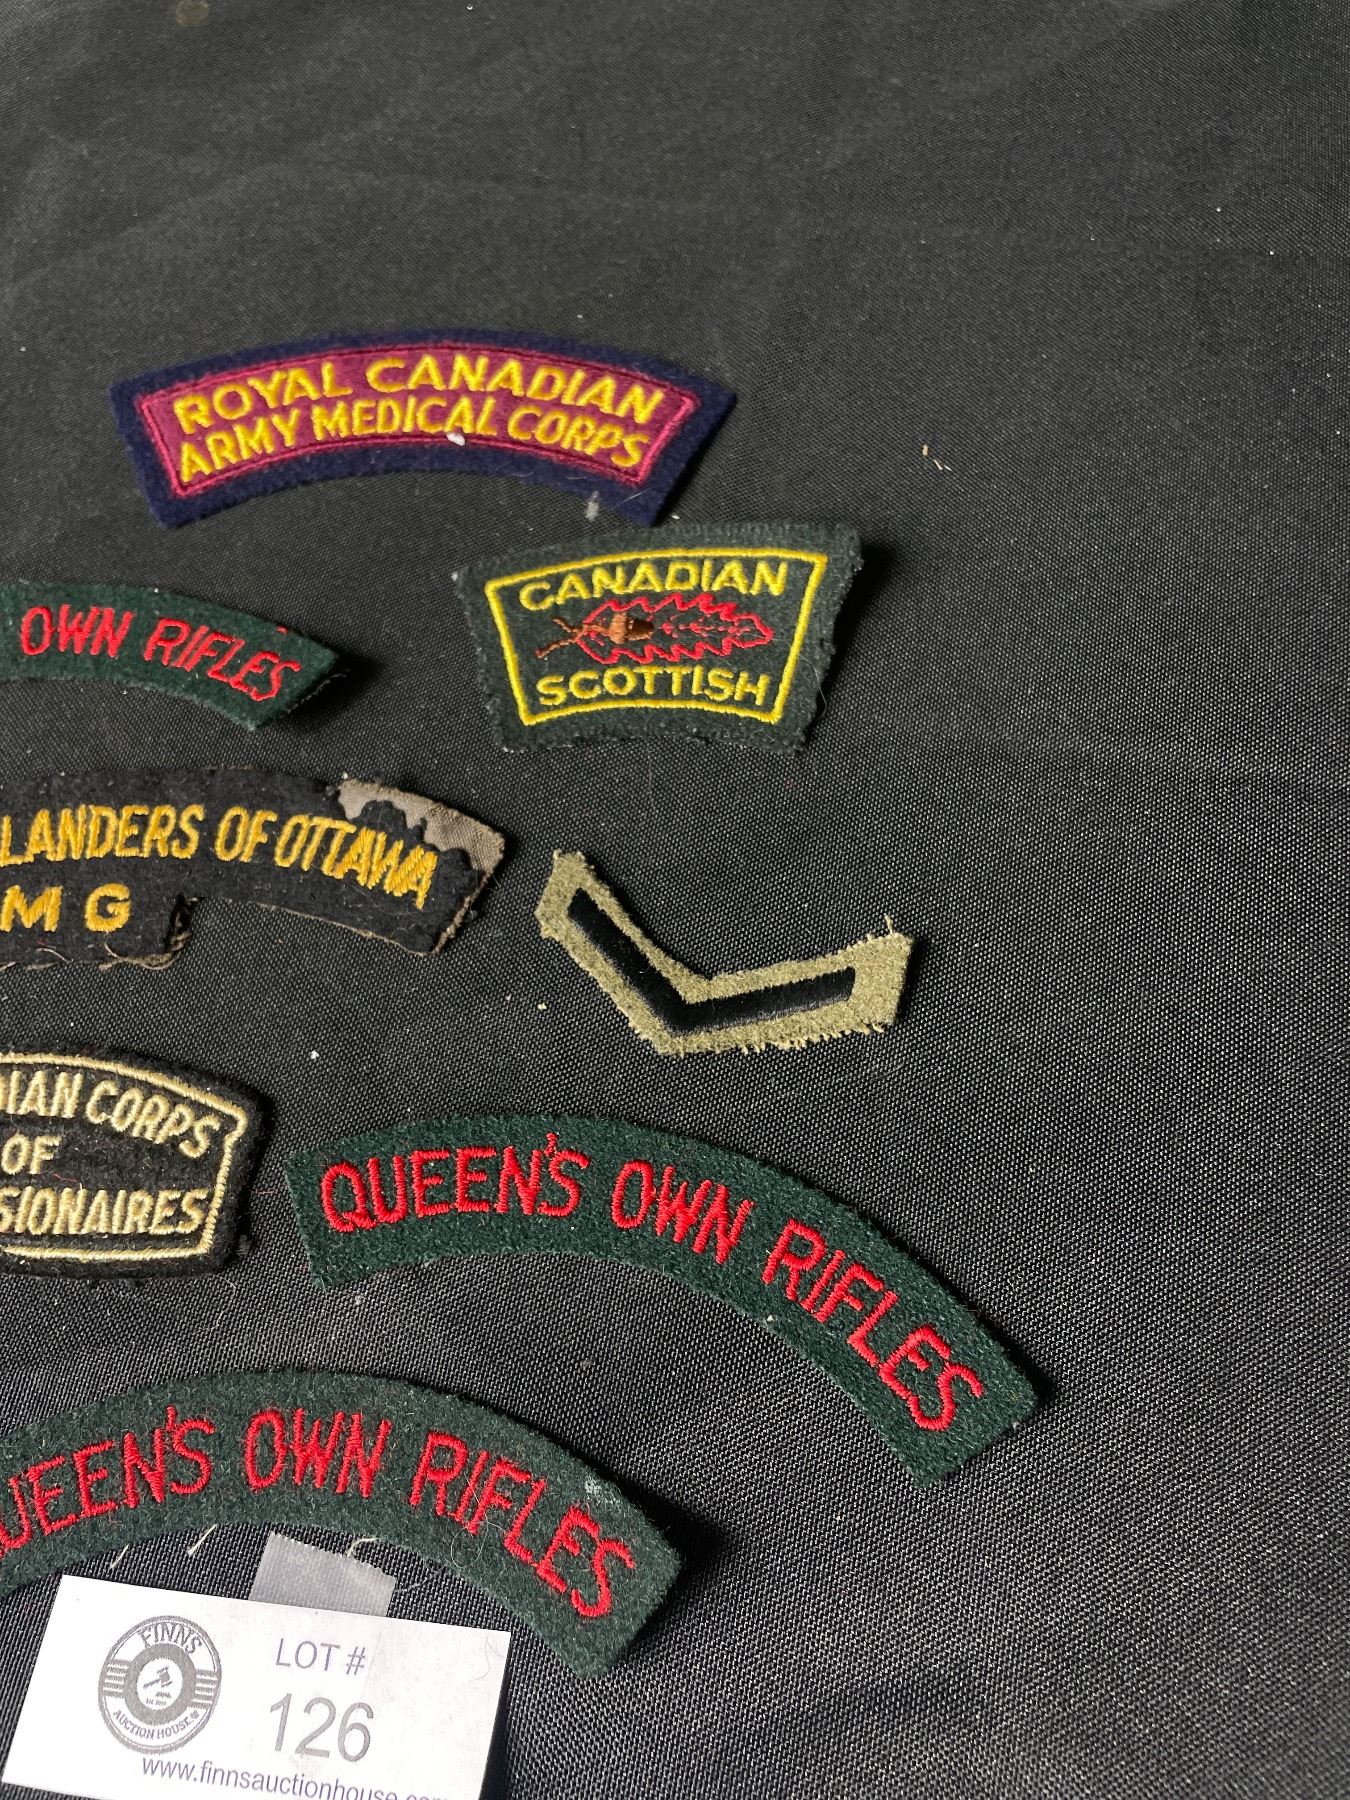 ROYAL CANADIAN
ARMY MEDICAL CORPS
CANADIAN
SCOTTISH
OWN RIFLES
LANDERS OF OTTAWA
M G
DIAN CORPS
OF
SIONAIRES
QUEEN'S OWN RIFLES
UEEN'S OWN RIFLES
FINNS
AUCTION HOUSE
LOT #
126
www.finnsauctionhouse.com